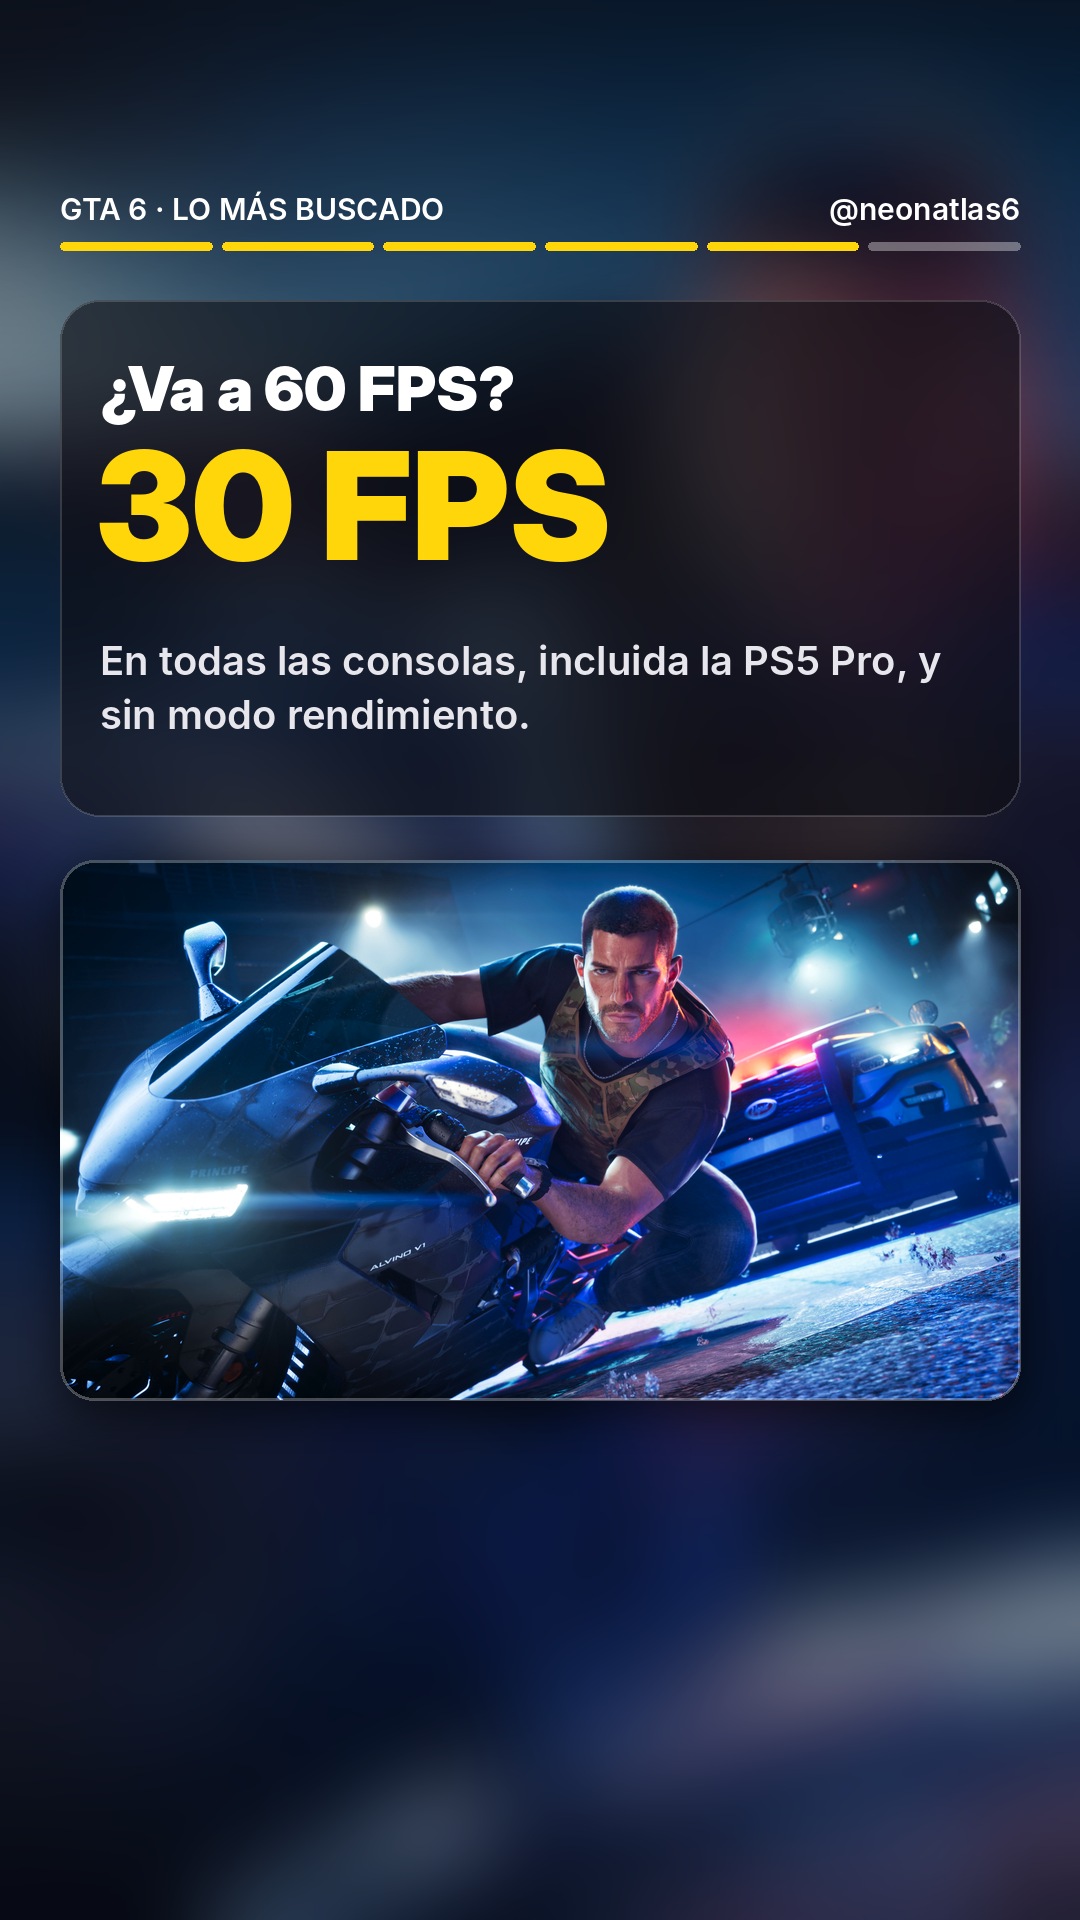 GTA 6 · LO MÁS BUSCADO
@neonatlas6
¿Va a 60 FPS?
30 FPS
En todas las consolas, incluida la PS5 Pro, y
sin modo rendimiento.
PRINCIPE
ALVINO V1